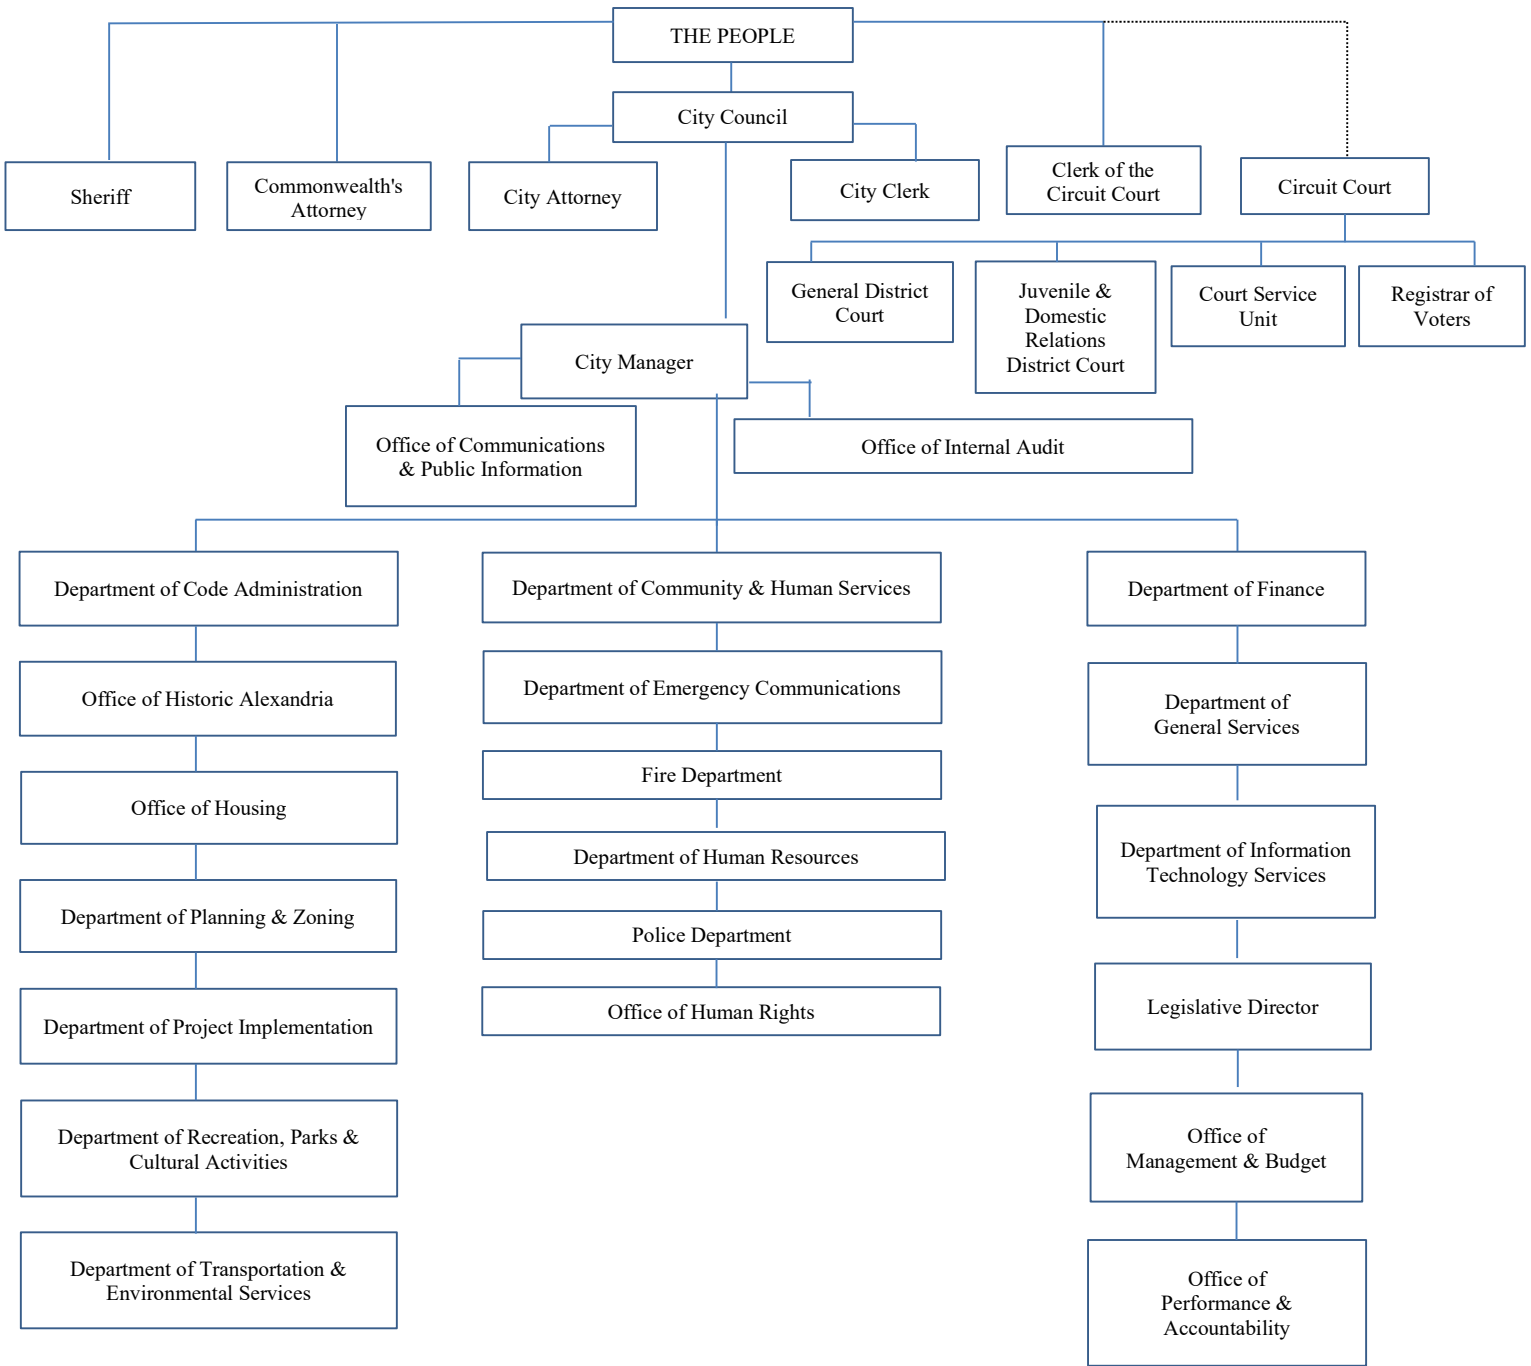 THE PEOPLE
City Council
Sheriff
Commonwealth's
Attorney
City Attorney
City Clerk
Clerk of the
Circuit Court
Circuit Court
General District
Court
Juvenile &
Domestic
Relations
District Court
Court Service
Unit
Registrar of
Voters
City Manager
Office of Communications
& Public Information
Office of Internal Audit
Department of Code Administration
Office of Historic Alexandria
Office of Housing
Department of Planning & Zoning
Department of Project Implementation
Department of Recreation, Parks &
Cultural Activities
Department of Transportation &
Environmental Services
Department of Community & Human Services
Department of Emergency Communications
Fire Department
Department of Human Resources
Police Department
Office of Human Rights
Department of Finance
Department of
General Services
Department of Information
Technology Services
Legislative Director
Office of
Management & Budget
Office of
Performance &
Accountability